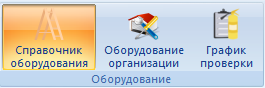 Справочник
оборудования
Оборудование
организации
График
проверки
Оборудование